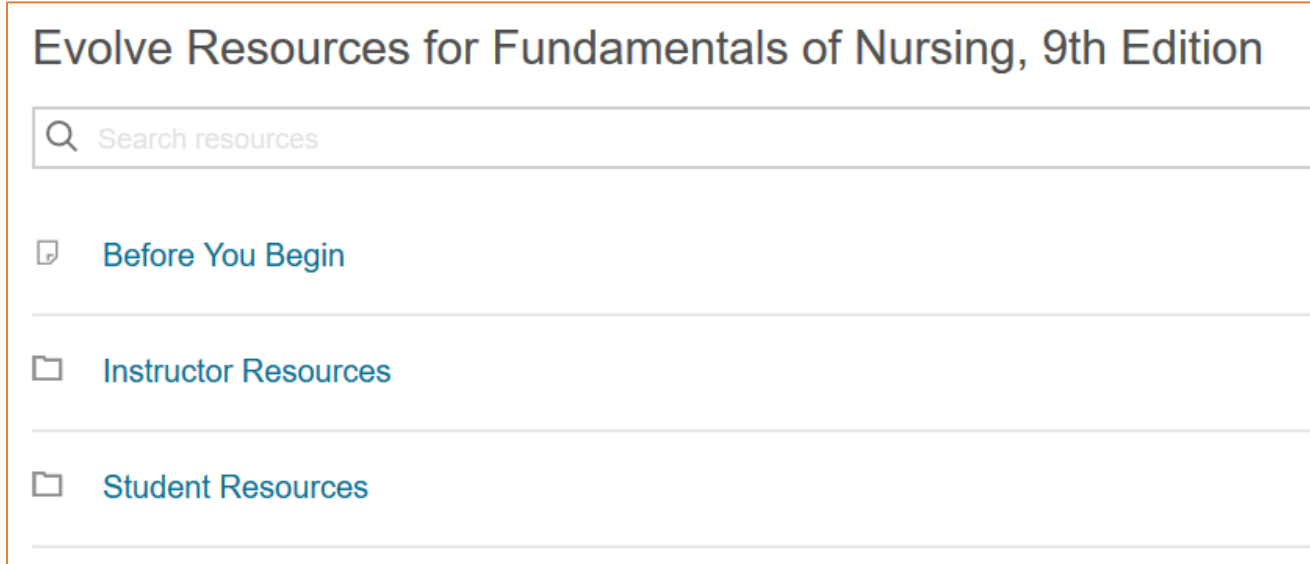 Evolve Resources for Fundamentals of Nursing, 9th Edition
Search resources
Before You Begin
Instructor Resources
Student Resources